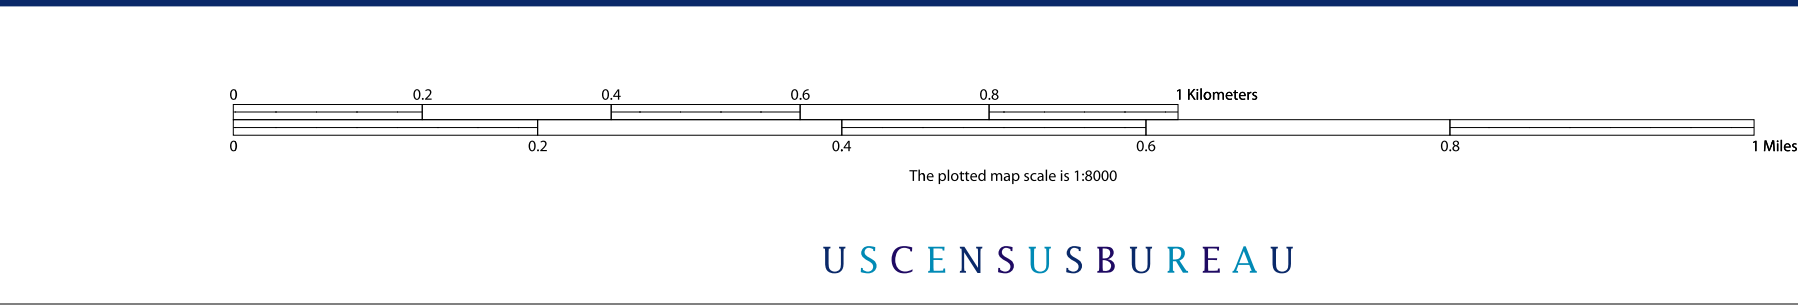 0 0.2 0.4 0.6 0.8 1 Kilometers
0 0.2 0.4 0.6 0.8 1 Miles
The plotted map scale is 1:8000
USCENSUSBUREAU